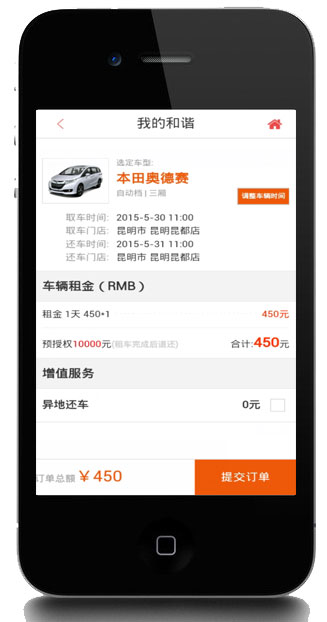 我的和谐
选定车型:
本田奥德赛
自动档 | 三厢
调整车辆时间
取车时间: 2015-5-30 11:00
取车门店: 昆明市 昆明昆都店
还车时间: 2015-5-31 11:00
还车门店: 昆明市 昆明昆都店
车辆租金（RMB）
租金 1天 450*1 450元
预授权10000元(租车完成后退还) 合计:450元
增值服务
异地还车 0元
订单总额 ￥450 提交订单